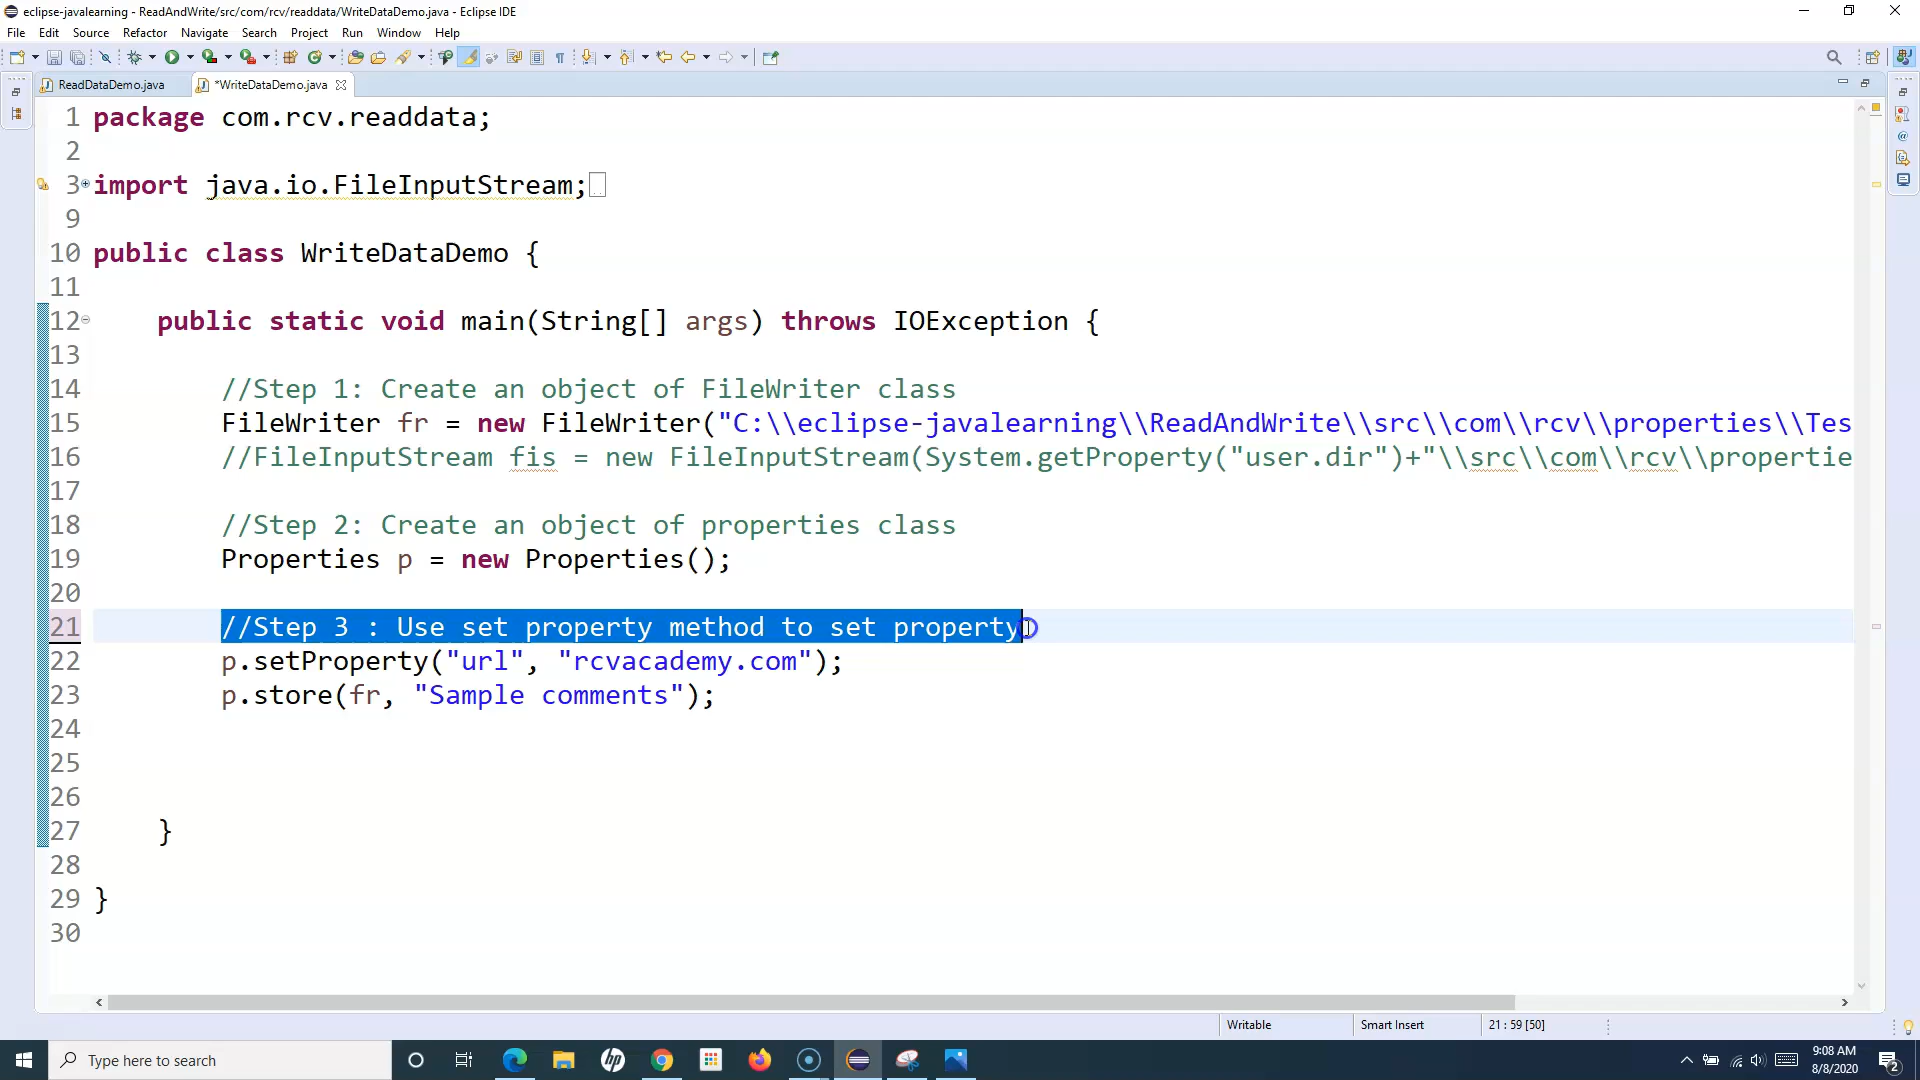 eclipse-javalearning - ReadAndWrite/src/com/rcv/readdata/WriteDataDemo.java - Eclipse IDE
File Edit Source Refactor Navigate Search Project Run Window Help
ReadDataDemo.java *WriteDataDemo.java
1 package com.rcv.readdata;
2
3 import java.io.FileInputStream;
9
10 public class WriteDataDemo {
11
12 public static void main(String[] args) throws IOException {
13
14 //Step 1: Create an object of FileWriter class
15 FileWriter fr = new FileWriter("C:\\eclipse-javalearning\\ReadAndWrite\\src\\com\\rcv\\properties\\Tes
16 //FileInputStream fis = new FileInputStream(System.getProperty("user.dir")+"\\src\\com\\rcv\\propertie
17
18 //Step 2: Create an object of properties class
19 Properties p = new Properties();
20
21 //Step 3 : Use set property method to set property
22 p.setProperty("url", "rcvacademy.com");
23 p.store(fr, "Sample comments");
24
25
26
27 }
28
29 }
30
Writable Smart Insert 21 : 59 [50]
Type here to search
hp
9:08 AM
8/8/2020
2